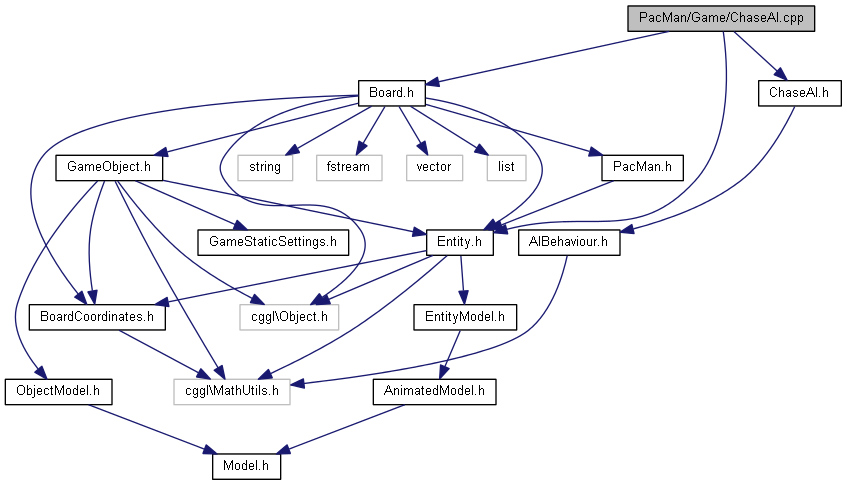 PacMan/Game/ChaseAI.cpp
Board.h
ChaseAI.h
GameObject.h
string
fstream
vector
list
PacMan.h
GameStaticSettings.h
Entity.h
AIBehaviour.h
BoardCoordinates.h
cggl\Object.h
EntityModel.h
ObjectModel.h
cggl\MathUtils.h
AnimatedModel.h
Model.h